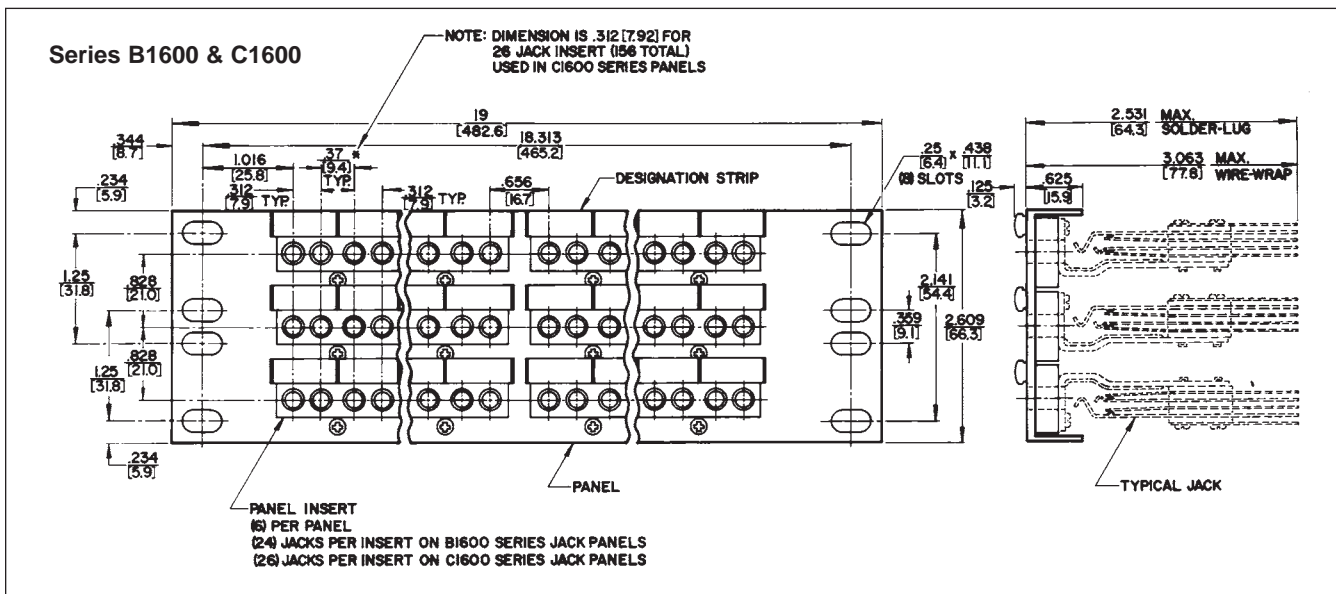 Series B1600 & C1600
NOTE: DIMENSION IS .312 [7.92] FOR
26 JACK INSERT (156 TOTAL)
USED IN C1600 SERIES PANELS
19
[482.6]
18.313
[465.2]
.344
[8.7]
1.016
[25.8]
.37 *
[9.4]
TYP.
.25 x .438
[6.4] [11.1]
(8) SLOTS
2.531 MAX.
[64.3] SOLDER-LUG
3.063 MAX.
[77.8] WIRE-WRAP
.234
[5.9]
.312 TYP.
[7.9]
.312 TYP.
[7.9]
.656
[16.7]
DESIGNATION STRIP
.125
[3.2]
.625
[15.9]
1.25
[31.8]
.828
[21.0]
2.141
[54.4]
.359
[9.1]
2.609
[66.3]
1.25
[31.8]
.828
[21.0]
.234
[5.9]
PANEL
TYPICAL JACK
PANEL INSERT
(6) PER PANEL
(24) JACKS PER INSERT ON B1600 SERIES JACK PANELS
(26) JACKS PER INSERT ON C1600 SERIES JACK PANELS